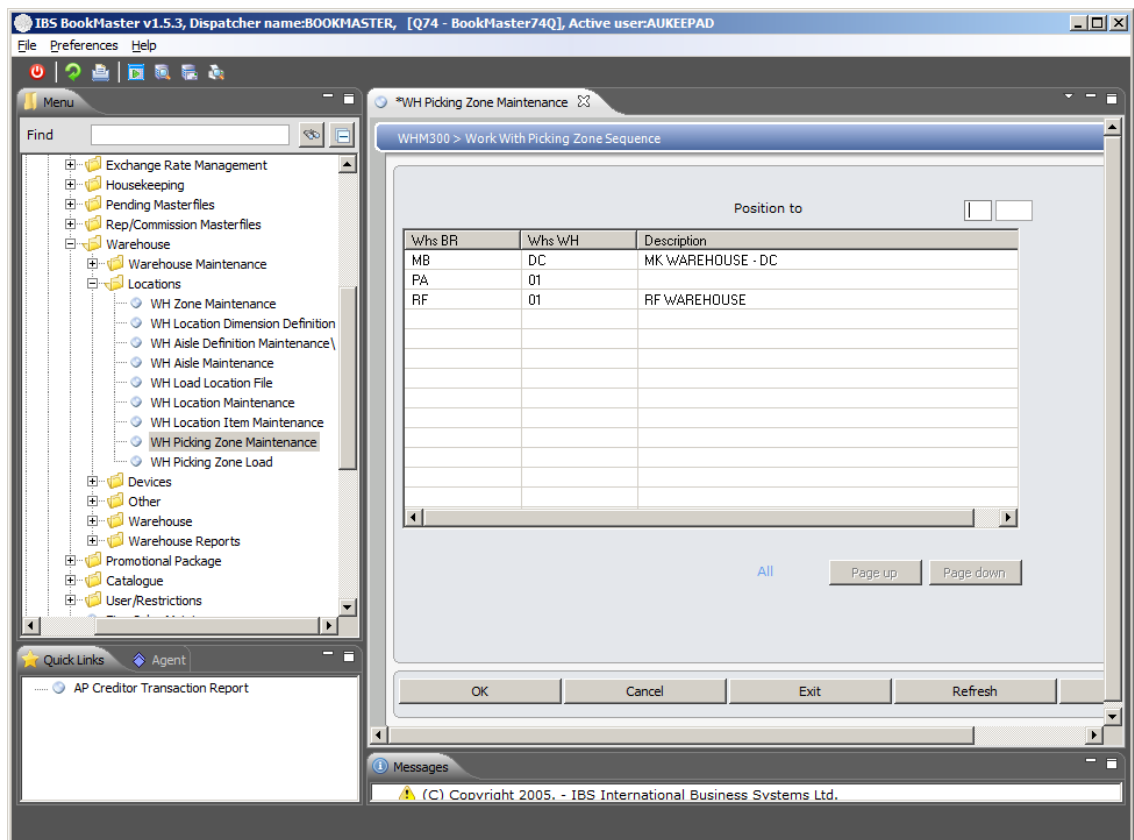 IBS BookMaster v1.5.3, Dispatcher name:BOOKMASTER, [Q74 - BookMaster74Q], Active user:AUKEEPAD
File Preferences Help
Menu
Find
Exchange Rate Management
Housekeeping
Pending Masterfiles
Rep/Commission Masterfiles
Warehouse
Warehouse Maintenance
Locations
WH Zone Maintenance
WH Location Dimension Definition
WH Aisle Definition Maintenance\
WH Aisle Maintenance
WH Load Location File
WH Location Maintenance
WH Location Item Maintenance
WH Picking Zone Maintenance
WH Picking Zone Load
Devices
Other
Warehouse
Warehouse Reports
Promotional Package
Catalogue
User/Restrictions
Quick Links Agent
AP Creditor Transaction Report
*WH Picking Zone Maintenance
WHM300 > Work With Picking Zone Sequence
Position to
Whs BR Whs WH Description
MB DC MK WAREHOUSE - DC
PA 01
RF 01 RF WAREHOUSE
All Page up Page down
OK Cancel Exit Refresh
Messages
(C) Copyright 2005. - IBS International Business Systems Ltd.